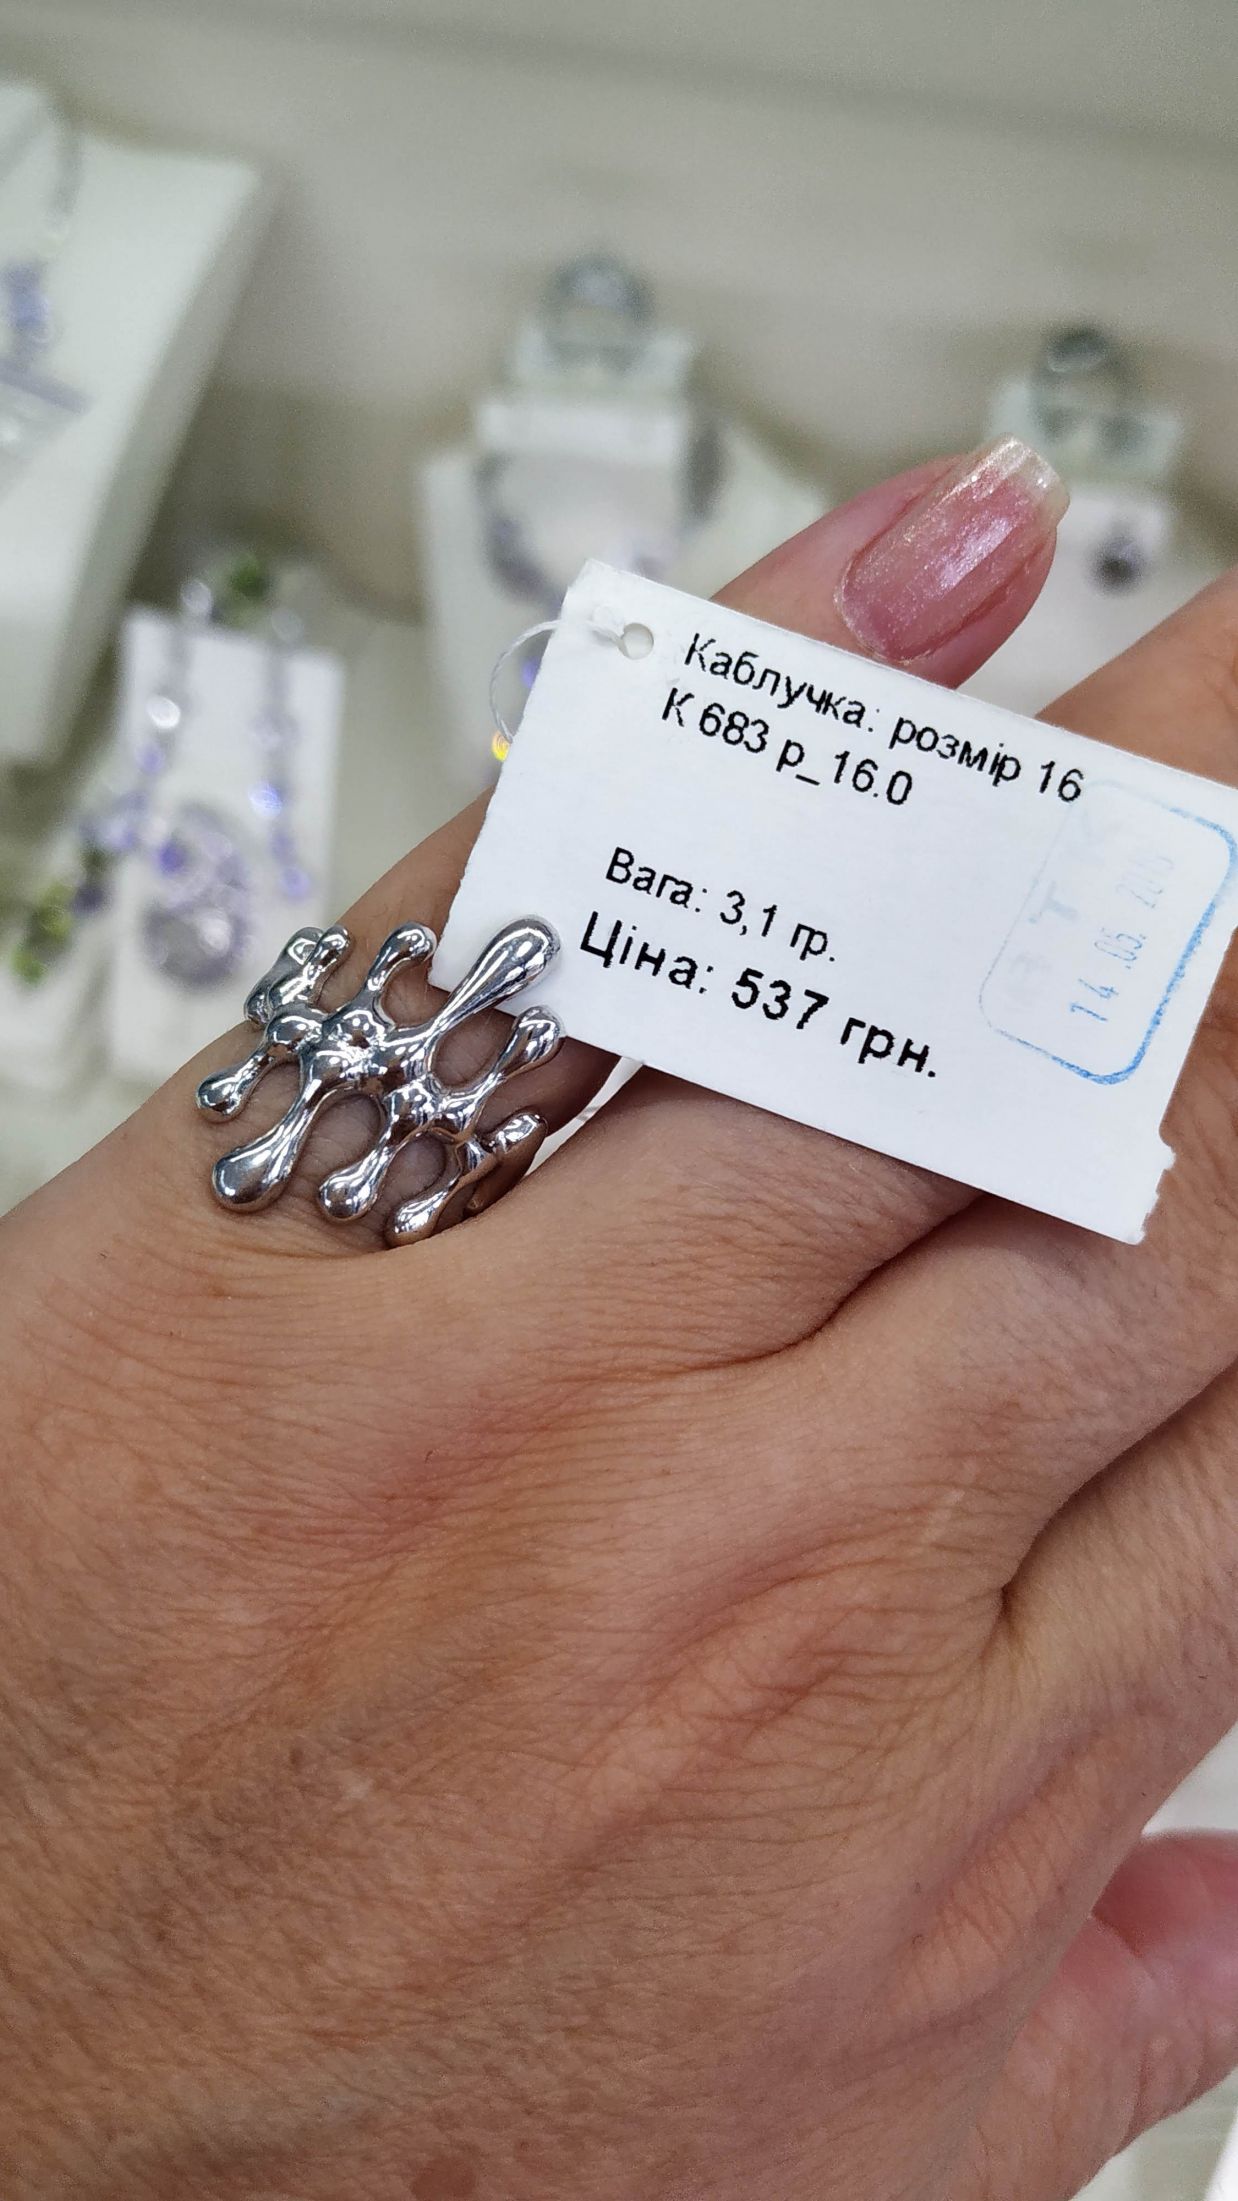 Каблучка: розмір 16
К 683 р_16.0
Вага: 3,1 гр.
Ціна: 537 грн.
14 .05.